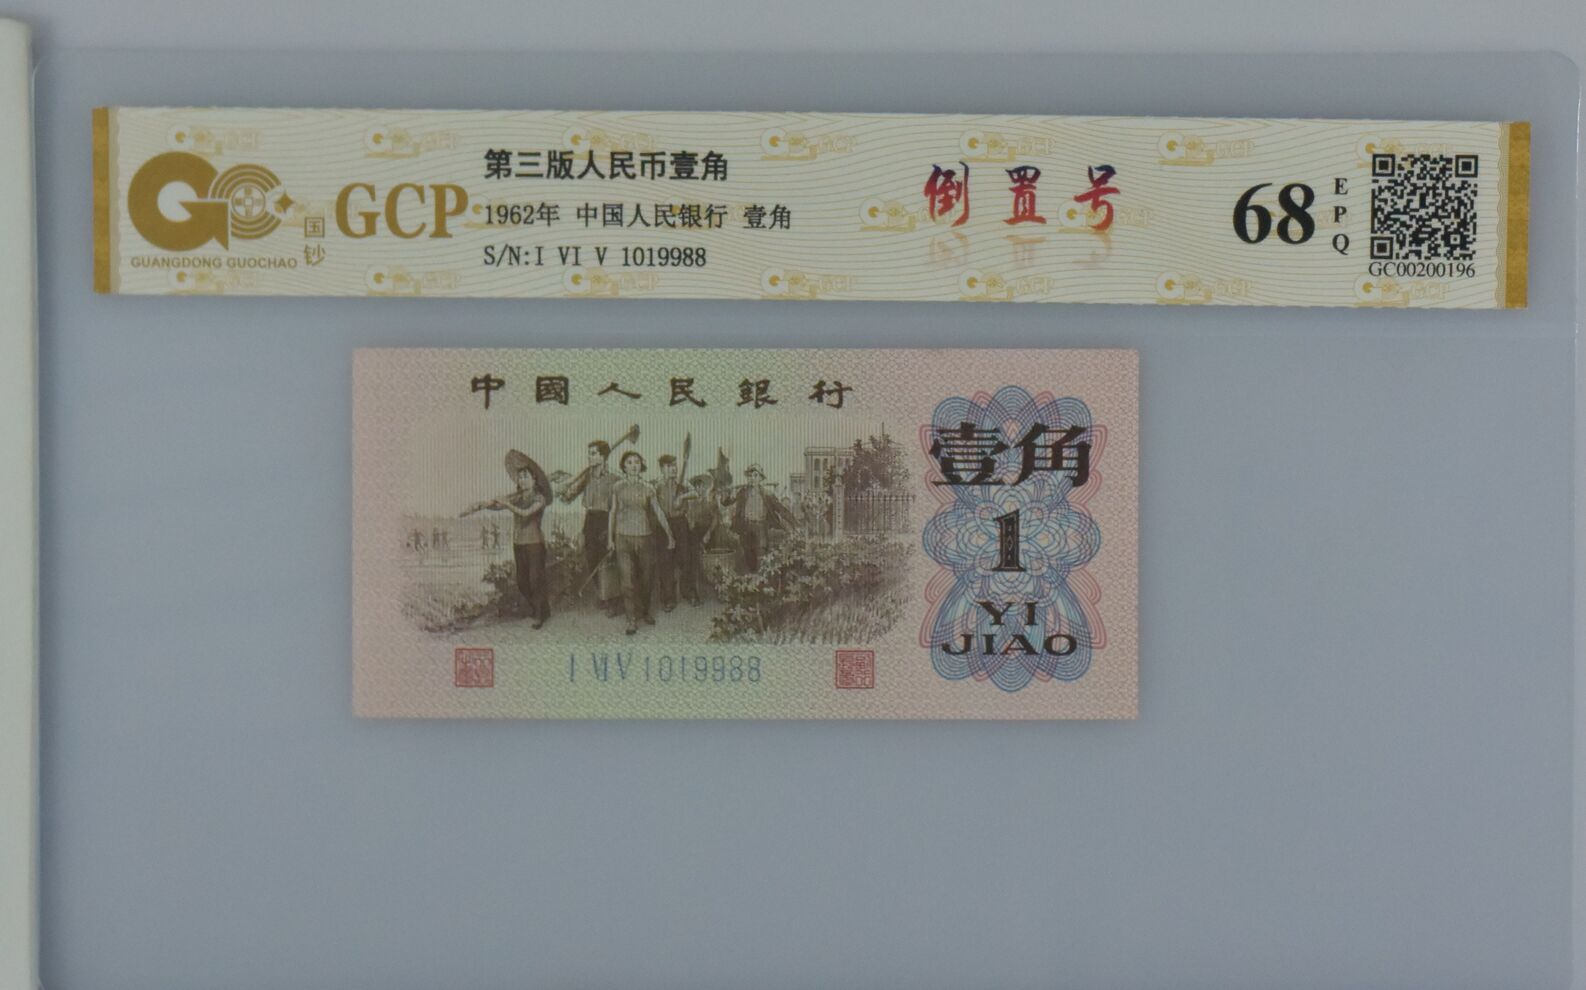 国钞
GCP
GUANGDONG GUOCHAO
第三版人民币壹角
1962年 中国人民银行 壹角
S/N:I VI V 1019988
倒置号
68
EPQ
GC00200196
中國人民銀行
壹角
1
YI
JIAO
I VI V 1019988